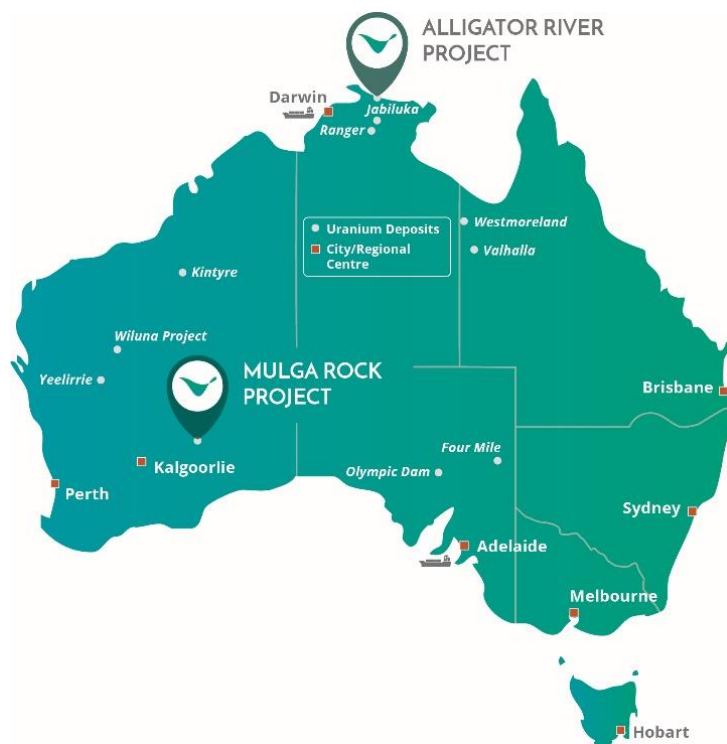 ALLIGATOR RIVER
PROJECT
Darwin
Jabiluka
Ranger
Uranium Deposits
City/Regional
Centre
Westmoreland
Valhalla
Kintyre
Wiluna Project
Yeelirrie
MULGA ROCK
PROJECT
Brisbane
Four Mile
Olympic Dam
Kalgoorlie
Perth
Sydney
Adelaide
Melbourne
Hobart